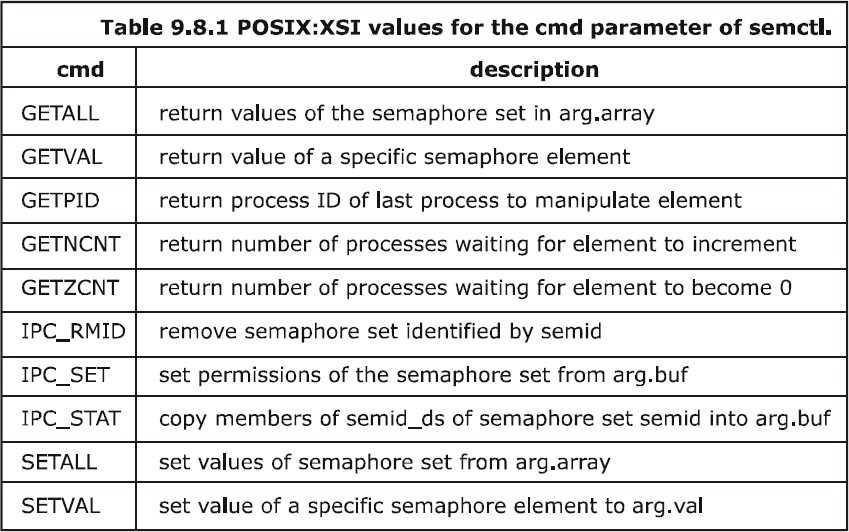 Table 9.8.1 POSIX:XSI values for the cmd parameter of semctl.
cmd description
GETALL return values of the semaphore set in arg.array
GETVAL return value of a specific semaphore element
GETPID return process ID of last process to manipulate element
GETNCNT return number of processes waiting for element to increment
GETZCNT return number of processes waiting for element to become 0
IPC_RMID remove semaphore set identified by semid
IPC_SET set permissions of the semaphore set from arg.buf
IPC_STAT copy members of semid_ds of semaphore set semid into arg.buf
SETALL set values of semaphore set from arg.array
SETVAL set value of a specific semaphore element to arg.val